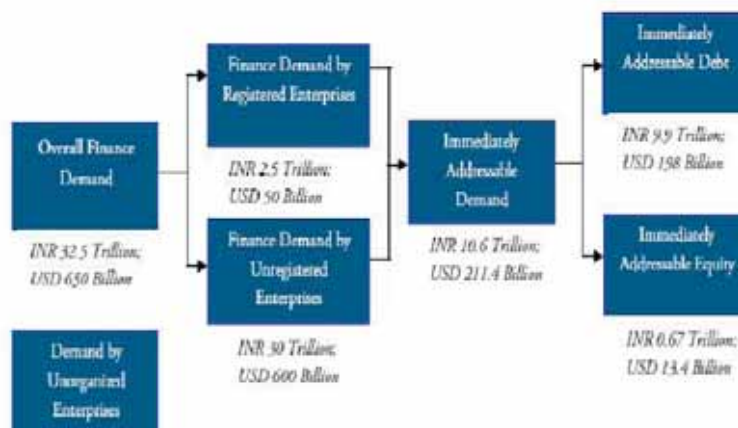 Overall Finance
Demand
INR 32.5 Trillion;
USD 650 Billion
Demand by
Unorganized
Enterprises
Finance Demand by
Registered Enterprises
INR 2.5 Trillion;
USD 50 Billion
Finance Demand by
Unregistered
Enterprises
INR 30 Trillion;
USD 600 Billion
Immediately
Addressable
Demand
INR 10.6 Trillion;
USD 211.4 Billion
Immediately
Addressable Debt
INR 9.9 Trillion;
USD 198 Billion
Immediately
Addressable Equity
INR 0.67 Trillion;
USD 13.4 Billion